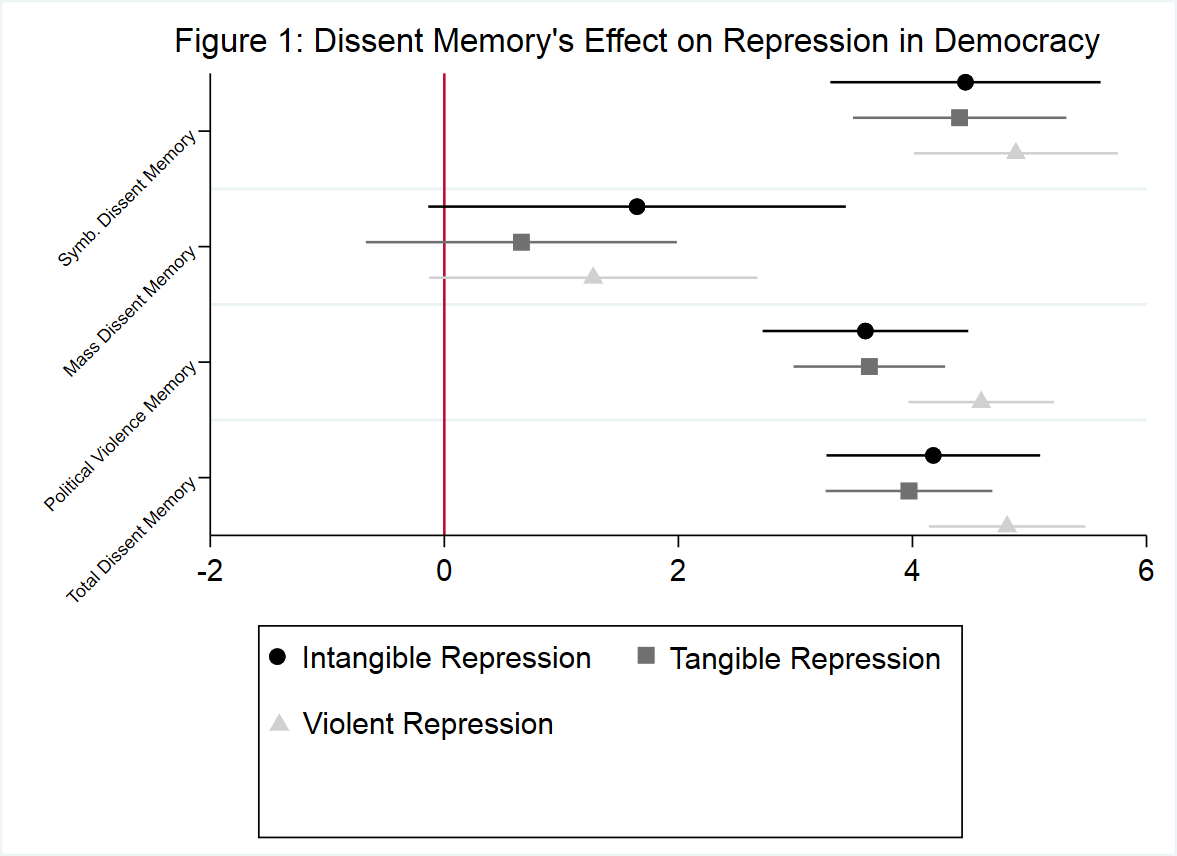 Figure 1: Dissent Memory's Effect on Repression in Democracy
Symb. Dissent Memory
Mass Dissent Memory
Political Violence Memory
Total Dissent Memory
-2 0 2 4 6
Intangible Repression Tangible Repression
Violent Repression